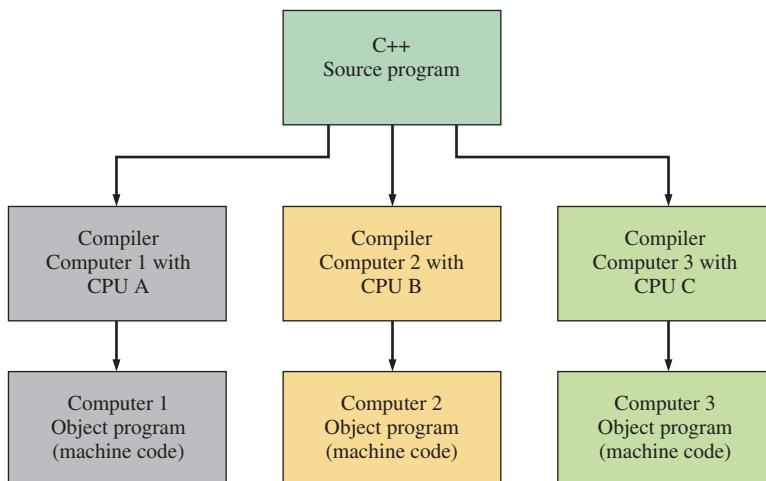 C++
Source program
Compiler
Computer 1 with
CPU A
Compiler
Computer 2 with
CPU B
Compiler
Computer 3 with
CPU C
Computer 1
Object program
(machine code)
Computer 2
Object program
(machine code)
Computer 3
Object program
(machine code)